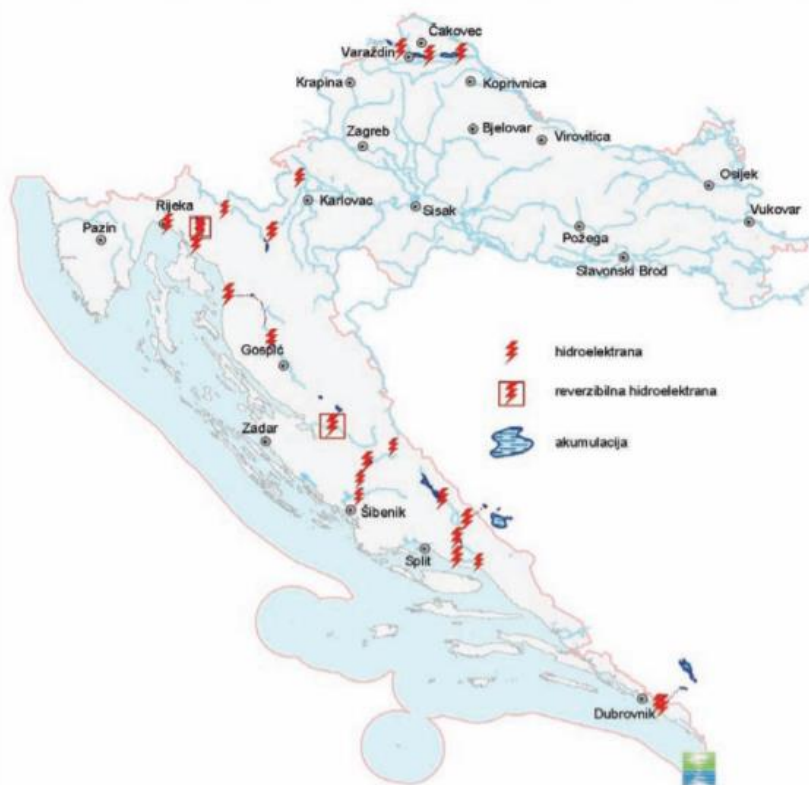 Čakovec
Varaždin
Krapina
Koprivnica
Bjelovar
Zagreb
Virovitica
Osijek
Rijeka
Karlovac
Sisak
Vukovar
Pazin
Požega
Slavonski Brod
Gospić
hidroelektrana
reverzibilna hidroelektrana
Zadar
akumulacija
Šibenik
Split
Dubrovnik